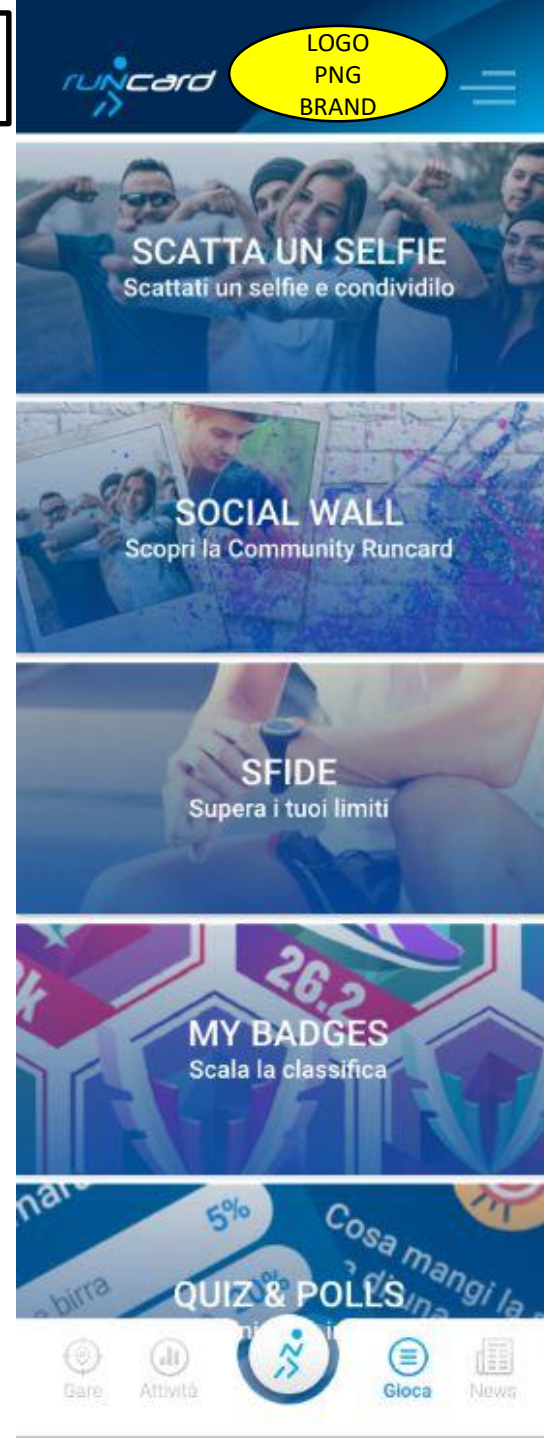 runcard
LOGO
PNG
BRAND
SCATTA UN SELFIE
Scattati un selfie e condividilo
SOCIAL WALL
Scopri la Community Runcard
SFIDE
Supera i tuoi limiti
26.2
MY BADGES
Scala la classifica
5%
Cosa mangi la
birra
QUIZ & POLLS
Gare
Attività
Gioca
News